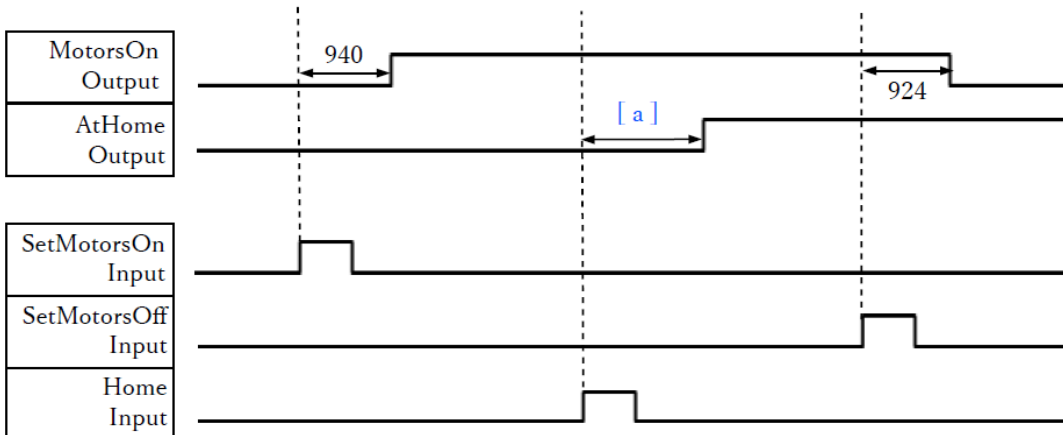 MotorsOn
Output
940
924
AtHome
Output
[ a ]
SetMotorsOn
Input
SetMotorsOff
Input
Home
Input